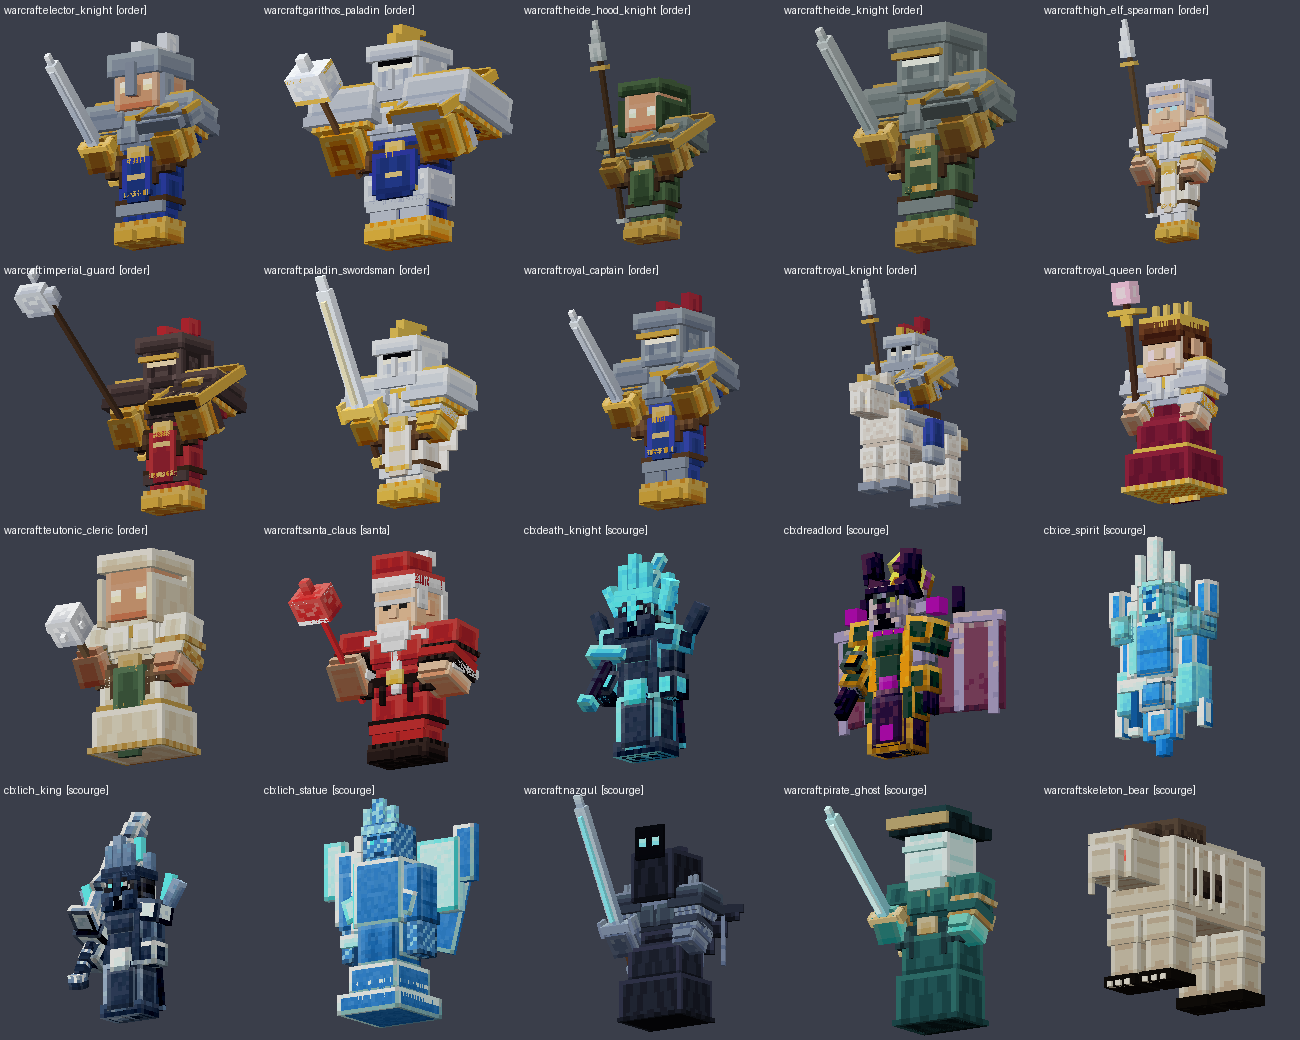 warcraft:elector_knight [order]
warcraft:garithos_paladin [order]
warcraft:heide_hood_knight [order]
warcraft:heide_knight [order]
warcraft:high_elf_spearman [order]
warcraft:imperial_guard [order]
warcraft:paladin_swordsman [order]
warcraft:royal_captain [order]
warcraft:royal_knight [order]
warcraft:royal_queen [order]
warcraft:teutonic_cleric [order]
warcraft:santa_claus [santa]
cb:death_knight [scourge]
cb:dreadlord [scourge]
cb:ice_spirit [scourge]
cb:lich_king [scourge]
cb:lich_statue [scourge]
warcraft:nazgul [scourge]
warcraft:pirate_ghost [scourge]
warcraft:skeleton_bear [scourge]